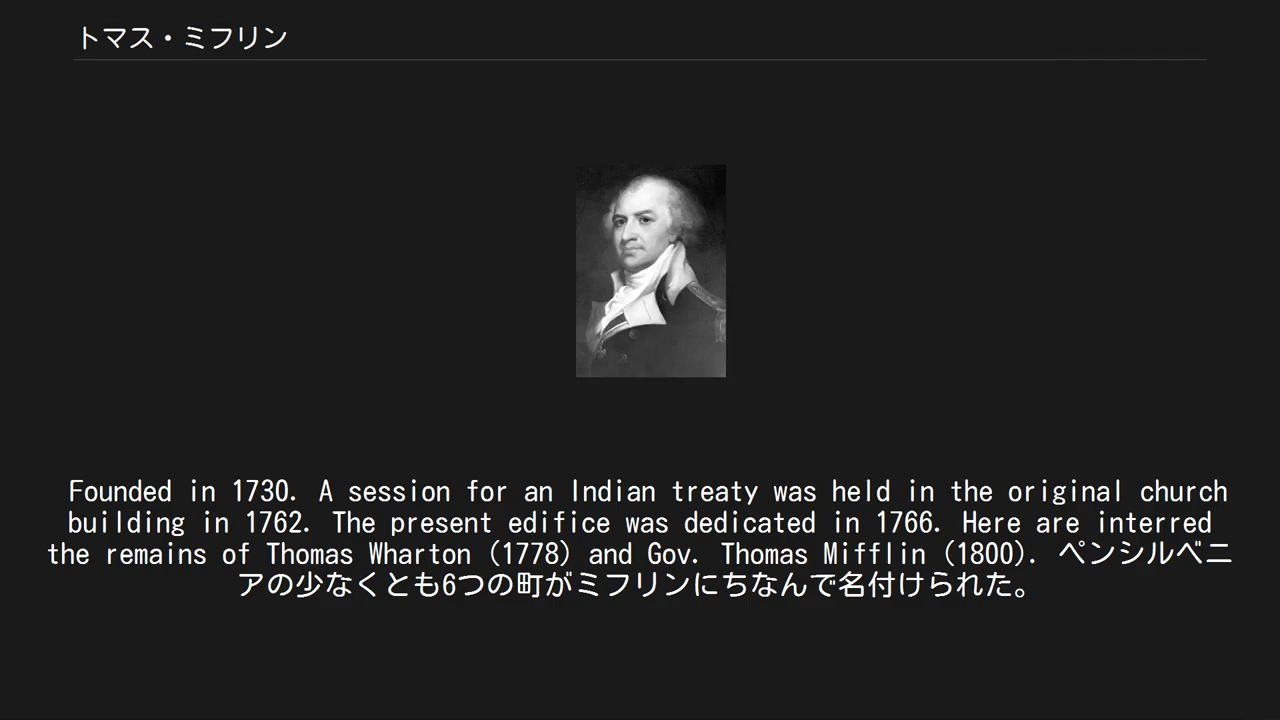 トマス・ミフリン
Founded in 1730. A session for an Indian treaty was held in the original church
building in 1762. The present edifice was dedicated in 1766. Here are interred
the remains of Thomas Wharton (1778) and Gov. Thomas Mifflin (1800). ペンシルベニ
アの少なくとも6つの町がミフリンにちなんで名付けられた。